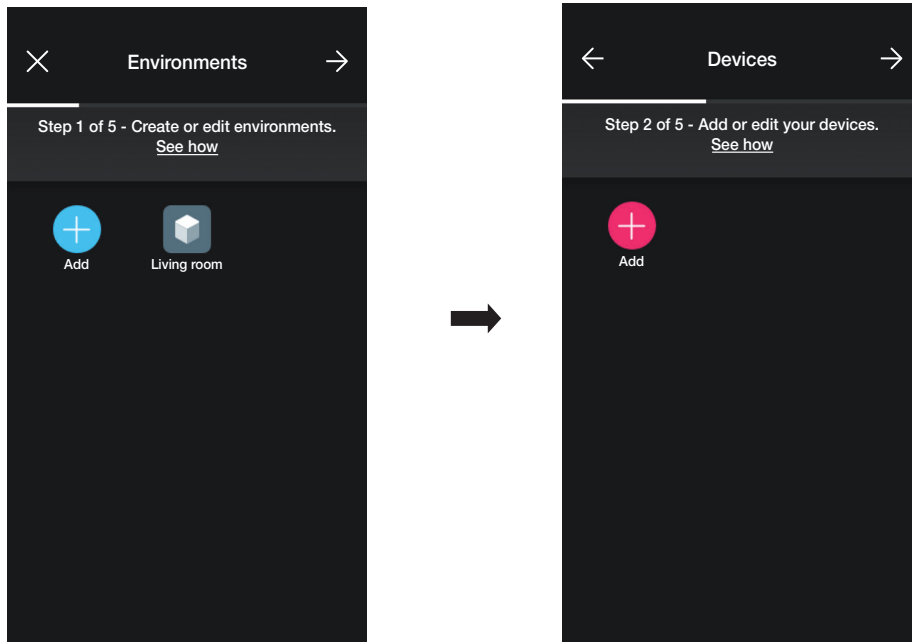 Environments
Step 1 of 5 - Create or edit environments.
See how
Add
Living room
Devices
Step 2 of 5 - Add or edit your devices.
See how
Add